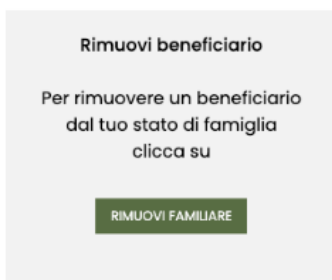 Rimuovi beneficiario
Per rimuovere un beneficiario
dal tuo stato di famiglia
clicca su
RIMUOVI FAMILIARE